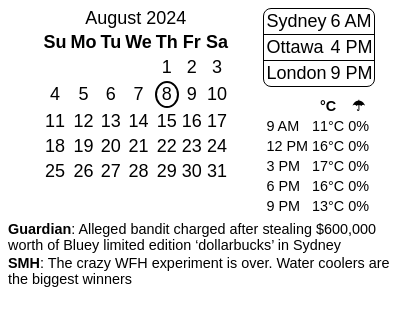 August 2024
Su Mo Tu We Th Fr Sa
1 2 3
4 5 6 7 8 9 10
11 12 13 14 15 16 17
18 19 20 21 22 23 24
25 26 27 28 29 30 31
Sydney 6 AM
Ottawa 4 PM
London 9 PM
°C ☂
9 AM 11°C 0%
12 PM 16°C 0%
3 PM 17°C 0%
6 PM 16°C 0%
9 PM 13°C 0%
Guardian: Alleged bandit charged after stealing $600,000
worth of Bluey limited edition ‘dollarbucks’ in Sydney
SMH: The crazy WFH experiment is over. Water coolers are
the biggest winners